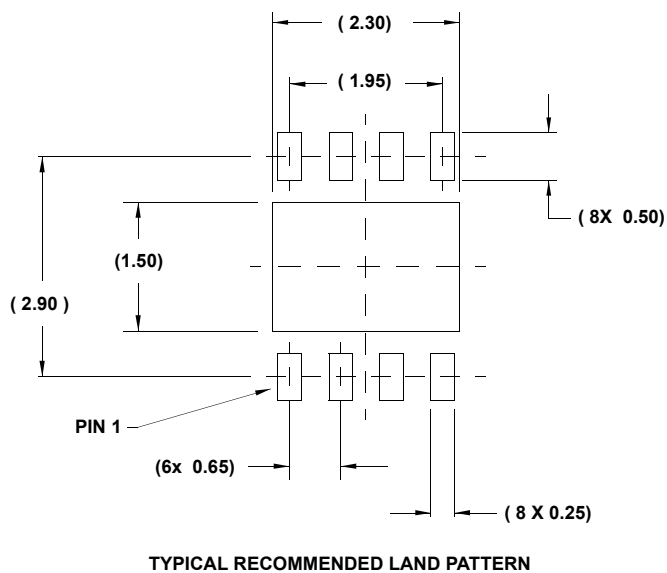 ( 2.30)
( 1.95)
( 8X 0.50)
(1.50)
( 2.90 )
PIN 1
(6x 0.65)
( 8 X 0.25)
TYPICAL RECOMMENDED LAND PATTERN